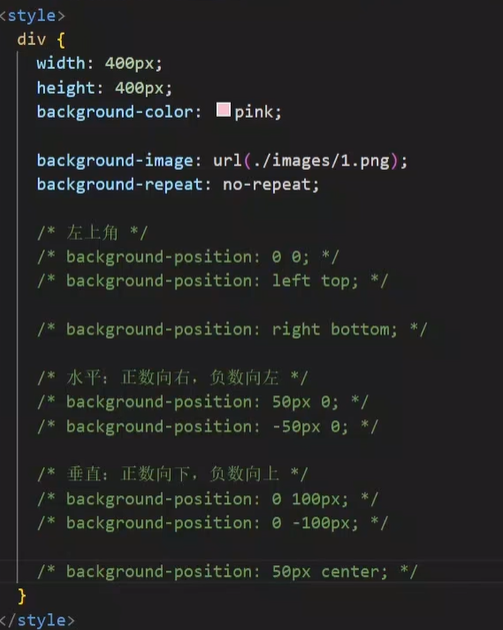 <style>
div {
width: 400px;
height: 400px;
background-color: pink;
background-image: url(./images/1.png);
background-repeat: no-repeat;
/* 左上角 */
/* background-position: 0 0; */
/* background-position: left top; */
/* background-position: right bottom; */
/* 水平：正数向右，负数向左 */
/* background-position: 50px 0; */
/* background-position: -50px 0; */
/* 垂直：正数向下，负数向上 */
/* background-position: 0 100px; */
/* background-position: 0 -100px; */
/* background-position: 50px center; */
}
</style>